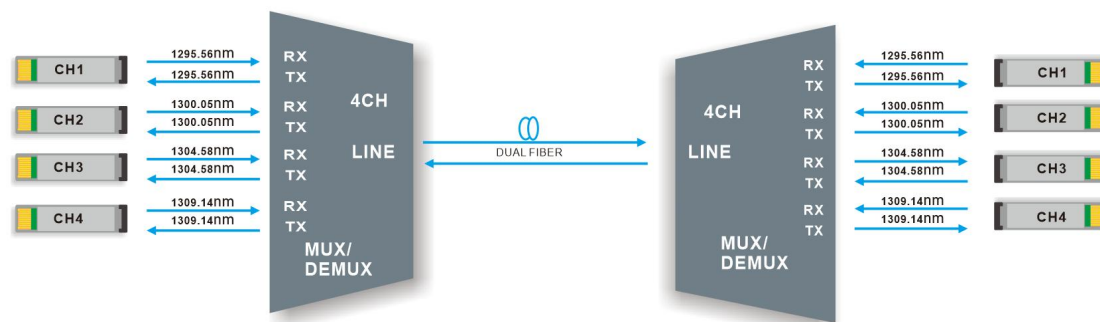 CH1
1295.56nm
1295.56nm
CH2
1300.05nm
1300.05nm
CH3
1304.58nm
1304.58nm
CH4
1309.14nm
1309.14nm
RX
TX
RX
TX
RX
TX
RX
TX
4CH
LINE
MUX/
DEMUX
DUAL FIBER
4CH
LINE
MUX/
DEMUX
RX
TX
RX
TX
RX
TX
RX
TX
1295.56nm
1295.56nm
CH1
1300.05nm
1300.05nm
CH2
1304.58nm
1304.58nm
CH3
1309.14nm
1309.14nm
CH4